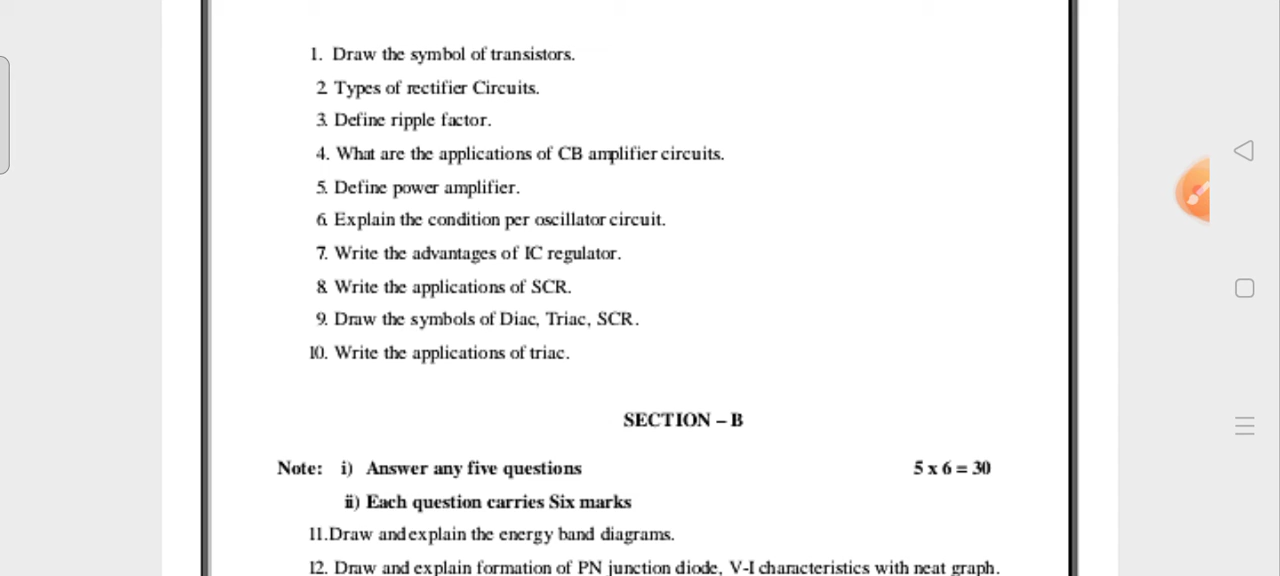 1. Draw the symbol of transistors.
2. Types of rectifier Circuits.
3. Define ripple factor.
4. What are the applications of CB amplifier circuits.
5. Define power amplifier.
6. Explain the condition per oscillator circuit.
7. Write the advantages of IC regulator.
8. Write the applications of SCR.
9. Draw the symbols of Diac, Triac, SCR.
10. Write the applications of triac.
SECTION – B
Note: i) Answer any five questions 5 x 6 = 30
ii) Each question carries Six marks
11.Draw and explain the energy band diagrams.
12. Draw and explain formation of PN junction diode, V-I characteristics with neat graph.